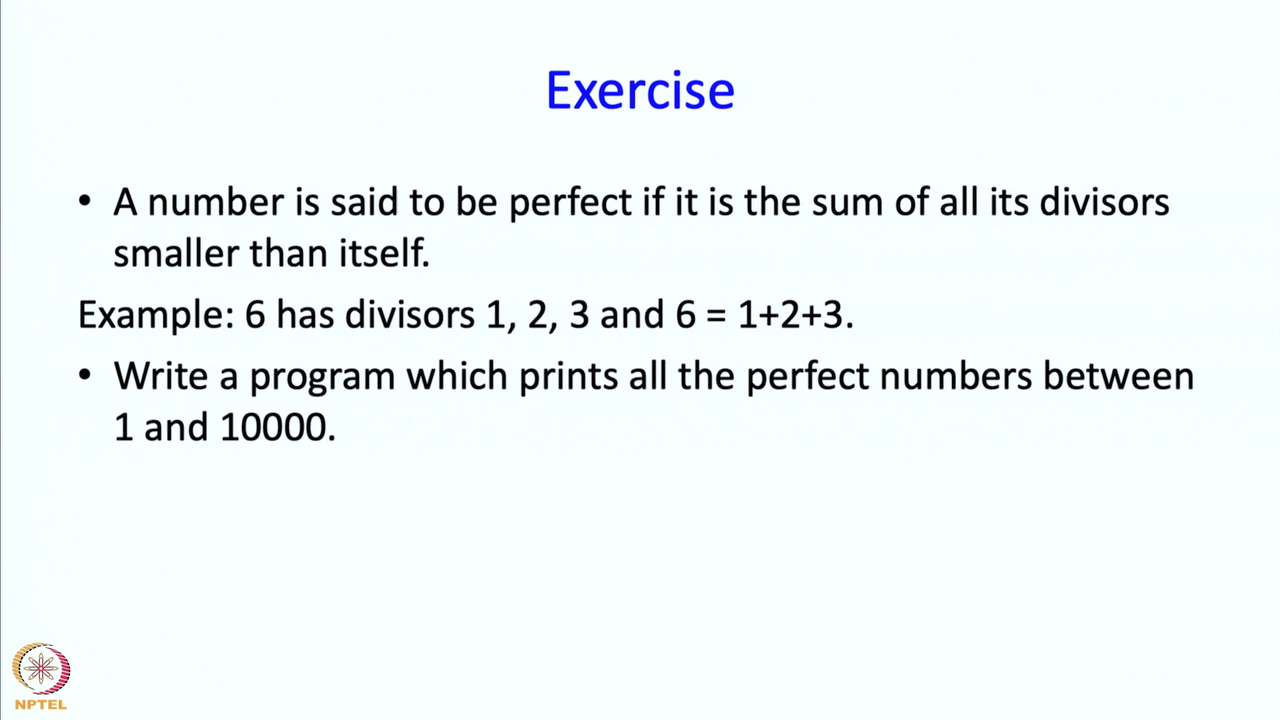 Exercise
• A number is said to be perfect if it is the sum of all its divisors
smaller than itself.
Example: 6 has divisors 1, 2, 3 and 6 = 1+2+3.
• Write a program which prints all the perfect numbers between
1 and 10000.
NPTEL